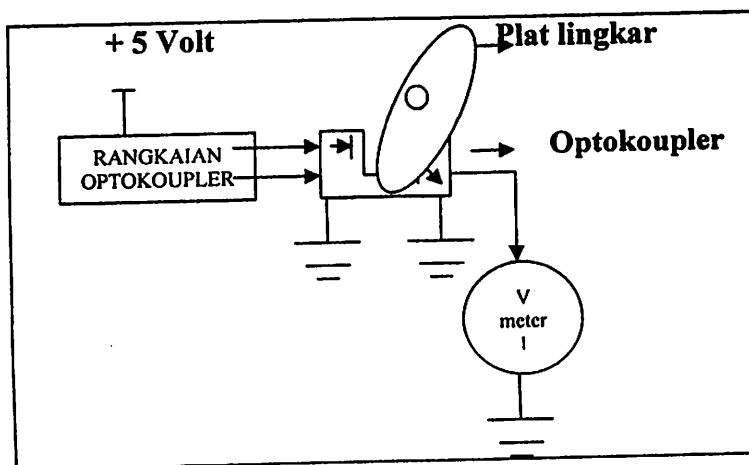 + 5 Volt
Plat lingkar
RANGKAIAN
OPTOKOUPLER
Optokoupler
V
meter
1